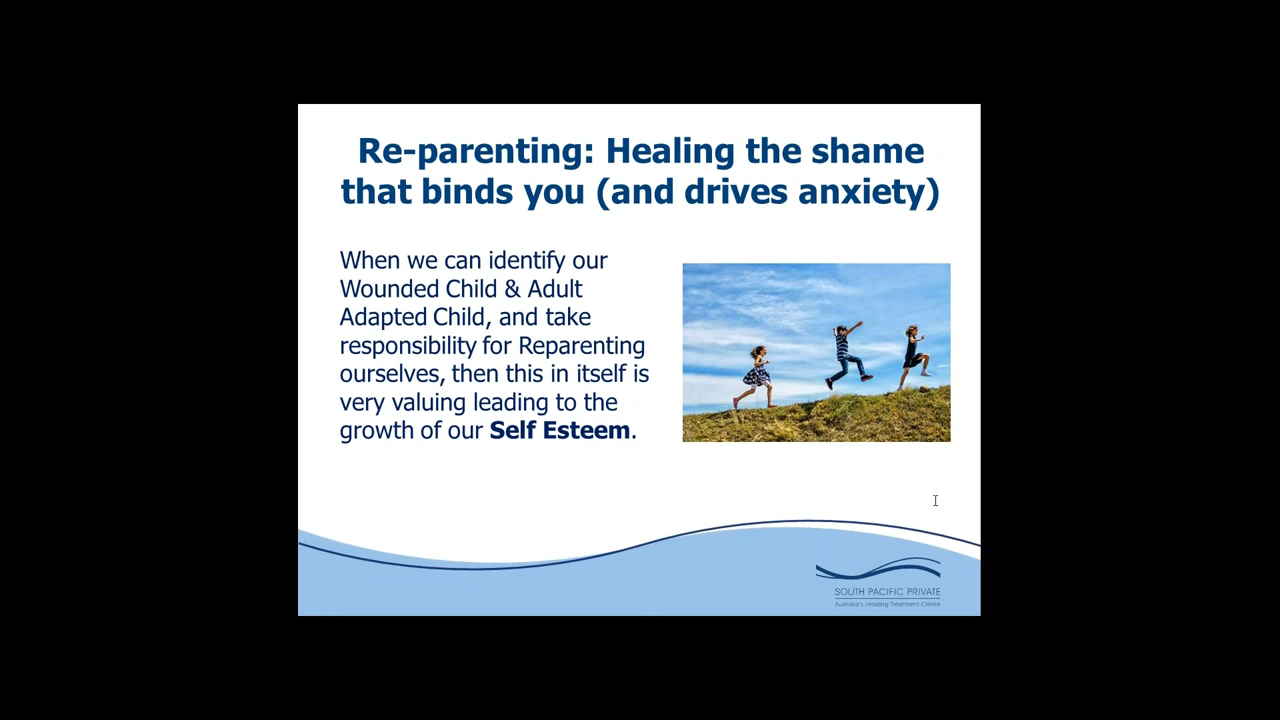 Re-parenting: Healing the shame
that binds you (and drives anxiety)
When we can identify our
Wounded Child & Adult
Adapted Child, and take
responsibility for Reparenting
ourselves, then this in itself is
very valuing leading to the
growth of our Self Esteem.
SOUTH PACIFIC PRIVATE
Australia's Leading Treatment Centre